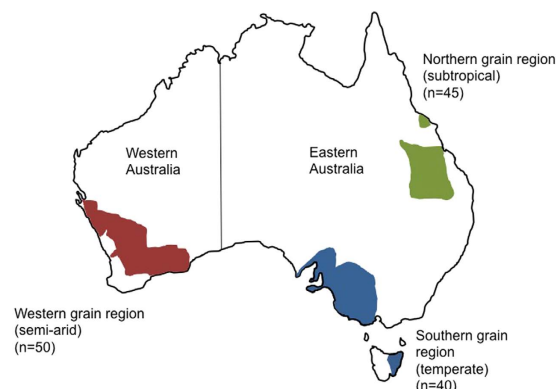 Northern grain region
(subtropical)
(n=45)
Western
Australia
Eastern
Australia
Western grain region
(semi-arid)
(n=50)
Southern grain
region
(temperate)
(n=40)